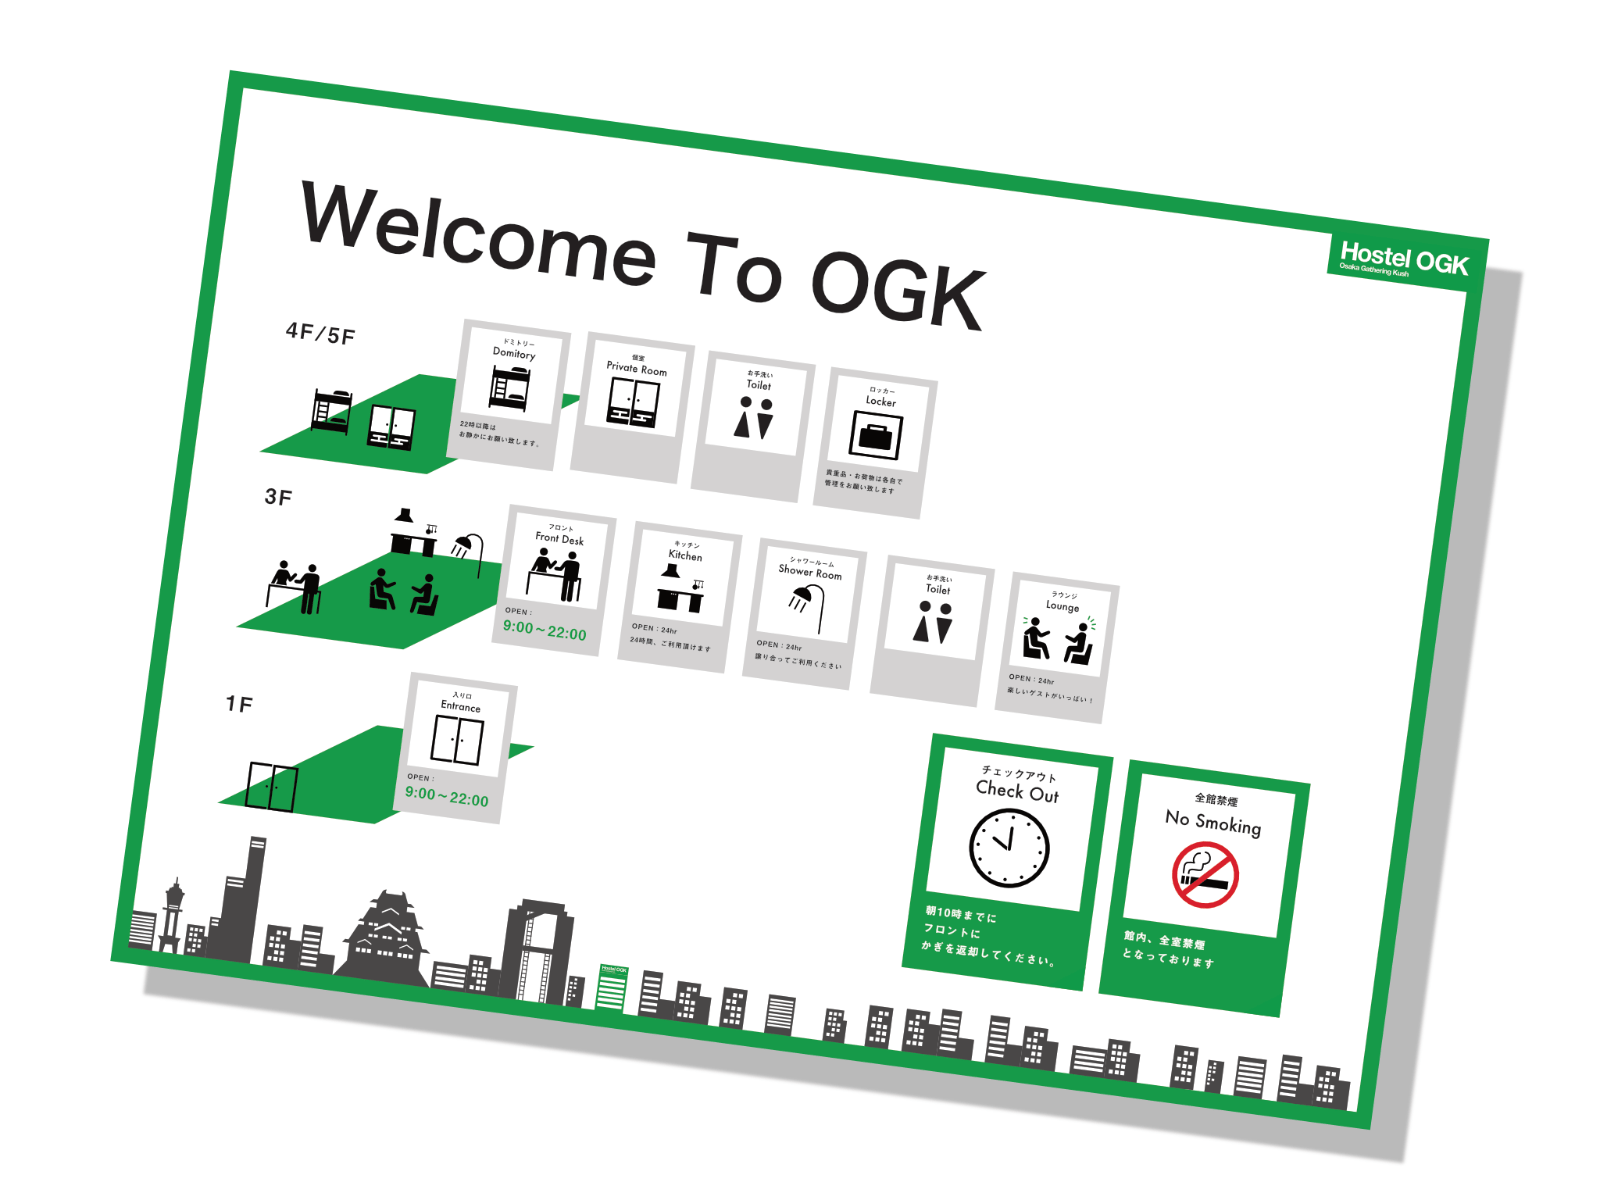 Hostel OGK
Osaka Gathering Kush
Welcome To OGK
4F/5F
ドミトリー
Domitory
22時以降は
お静かにお願い致します。
個室
Private Room
お手洗い
Toilet
ロッカー
Locker
貴重品・お荷物は各自で
管理をお願い致します
3F
フロント
Front Desk
OPEN：
9:00～22:00
キッチン
Kitchen
OPEN：24hr
24時間、ご利用頂けます
シャワールーム
Shower Room
OPEN：24hr
譲り合ってご利用ください
お手洗い
Toilet
ラウンジ
Lounge
OPEN：24hr
楽しいゲストがいっぱい！
1F
入り口
Entrance
OPEN：
9:00～22:00
チェックアウト
Check Out
朝10時までに
フロントに
かぎを返却してください。
全館禁煙
No Smoking
館内、全室禁煙
となっております
Hostel OGK